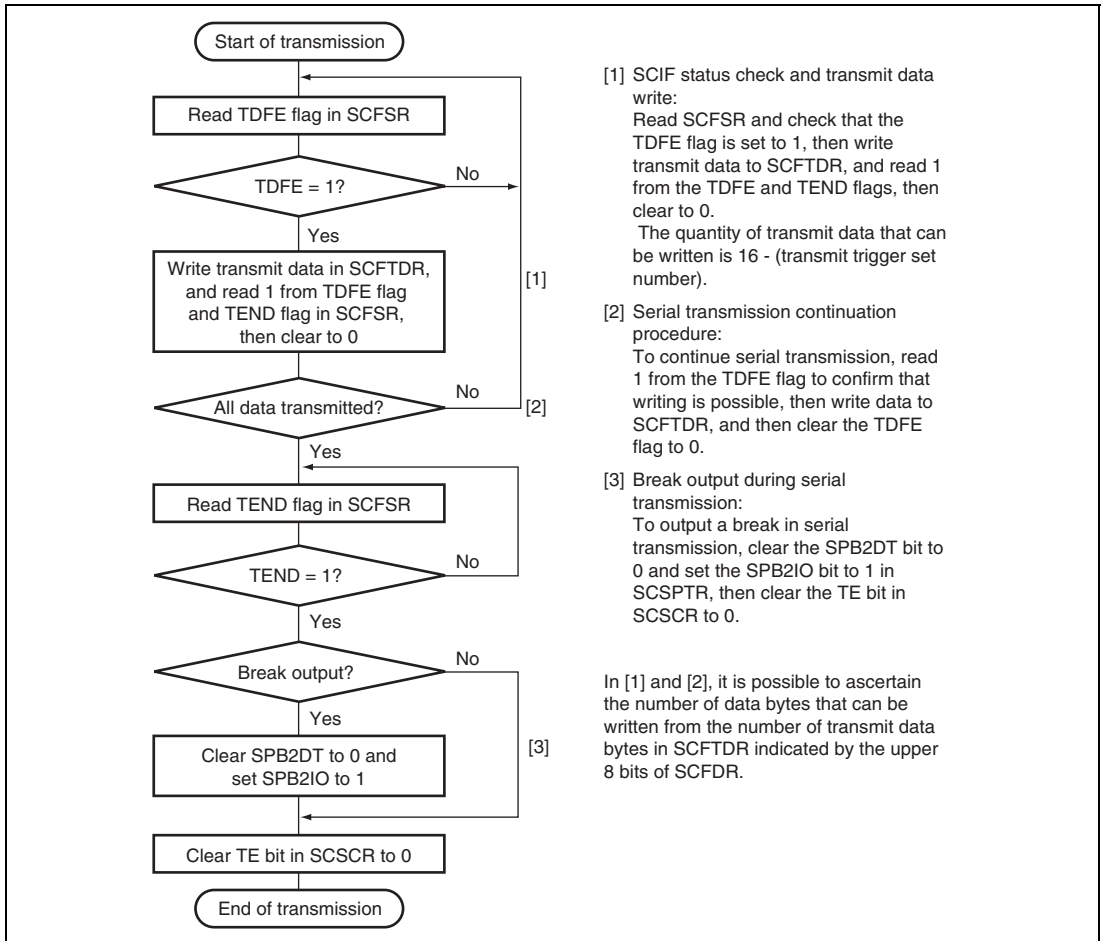 Start of transmission
Read TDFE flag in SCFSR
TDFE = 1?
No
Yes
Write transmit data in SCFTDR,
and read 1 from TDFE flag
and TEND flag in SCFSR,
then clear to 0
[1]
All data transmitted?
No
[2]
Yes
Read TEND flag in SCFSR
TEND = 1?
No
Yes
Break output?
No
Yes
Clear SPB2DT to 0 and
set SPB2IO to 1
[3]
Clear TE bit in SCSCR to 0
End of transmission
[1] SCIF status check and transmit data
write:
Read SCFSR and check that the
TDFE flag is set to 1, then write
transmit data to SCFTDR, and read 1
from the TDFE and TEND flags, then
clear to 0.
The quantity of transmit data that can
be written is 16 - (transmit trigger set
number).
[2] Serial transmission continuation
procedure:
To continue serial transmission, read
1 from the TDFE flag to confirm that
writing is possible, then write data to
SCFTDR, and then clear the TDFE
flag to 0.
[3] Break output during serial
transmission:
To output a break in serial
transmission, clear the SPB2DT bit to
0 and set the SPB2IO bit to 1 in
SCSPTR, then clear the TE bit in
SCSCR to 0.
In [1] and [2], it is possible to ascertain
the number of data bytes that can be
written from the number of transmit data
bytes in SCFTDR indicated by the upper
8 bits of SCFDR.